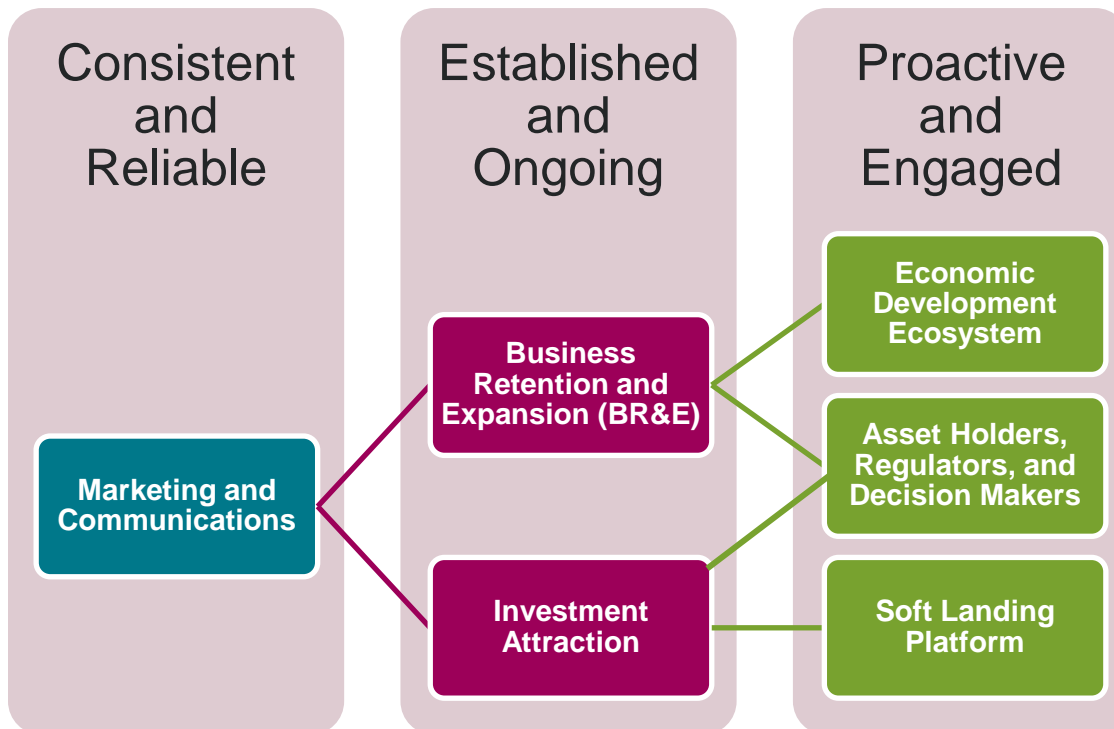 Consistent
and
Reliable
Established
and
Ongoing
Proactive
and
Engaged
Marketing and
Communications
Business
Retention and
Expansion (BR&E)
Investment
Attraction
Economic
Development
Ecosystem
Asset Holders,
Regulators, and
Decision Makers
Soft Landing
Platform